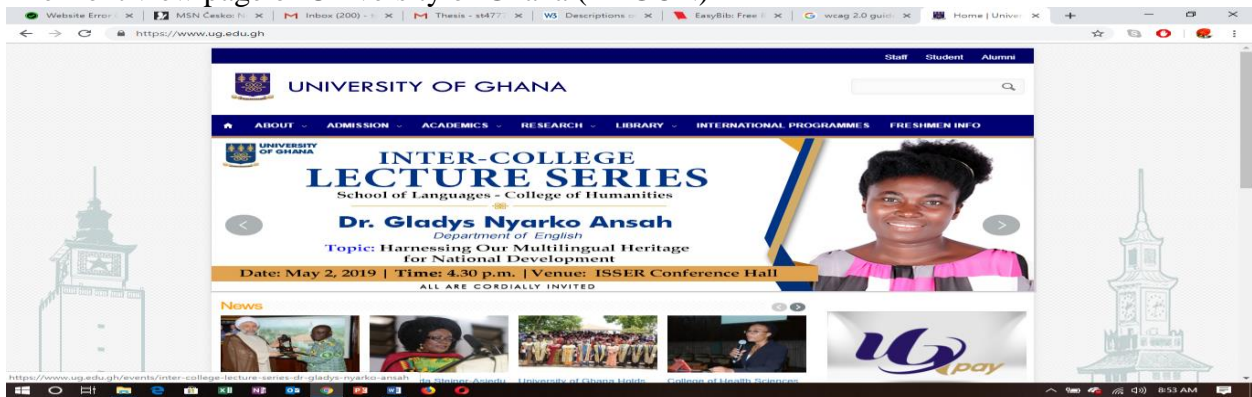 Website Error
MSN Česko: N
Inbox (200) -
Thesis - st477
Descriptions o
EasyBib: Free
wcag 2.0 guid
Home | Univer
https://www.ug.edu.gh
Staff Student Alumni
UNIVERSITY OF GHANA
ABOUT ADMISSION ACADEMICS RESEARCH LIBRARY INTERNATIONAL PROGRAMMES FRESHMEN INFO
UNIVERSITY
OF GHANA
INTER-COLLEGE
LECTURE SERIES
School of Languages - College of Humanities
Dr. Gladys Nyarko Ansah
Department of English
Topic: Harnessing Our Multilingual Heritage
for National Development
Date: May 2, 2019 | Time: 4.30 p.m. | Venue: ISSER Conference Hall
ALL ARE CORDIALLY INVITED
News
pay
https://www.ug.edu.gh/events/inter-college-lecture-series-dr-gladys-nyarko-ansah
University of Ghana Holds
College of Health Sciences
8:53 AM